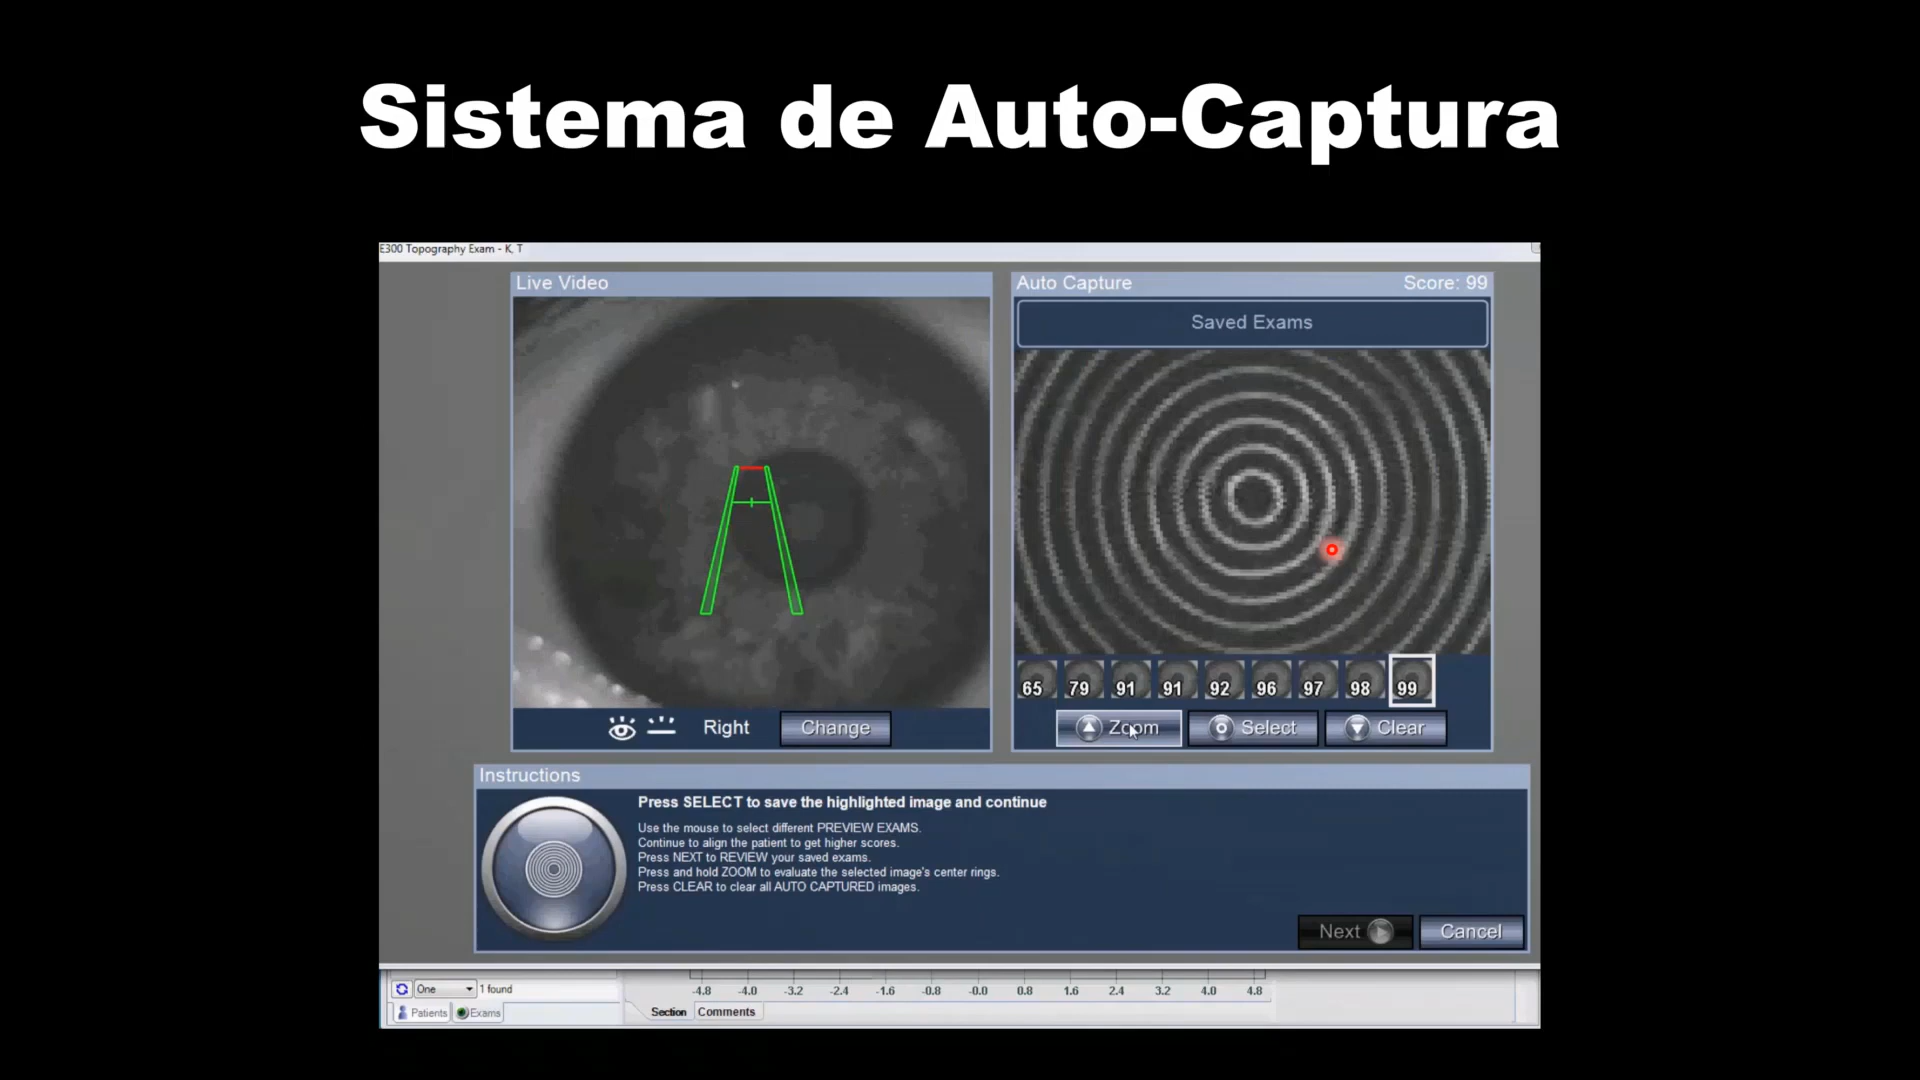 Sistema de Auto-Captura
E300 Topography Exam - K, T
Live Video
Auto Capture Score: 99
Saved Exams
65 79 91 91 92 96 97 98 99
Right Change
Zoom Select Clear
Instructions
Press SELECT to save the highlighted image and continue
Use the mouse to select different PREVIEW EXAMS.
Continue to align the patient to get higher scores.
Press NEXT to REVIEW your saved exams.
Press and hold ZOOM to evaluate the selected image's center rings.
Press CLEAR to clear all AUTO CAPTURED images.
Next Cancel
One 1 found
-4.8 -4.0 -3.2 -2.4 -1.6 -0.8 -0.0 0.8 1.6 2.4 3.2 4.0 4.8
Patients Exams Section Comments